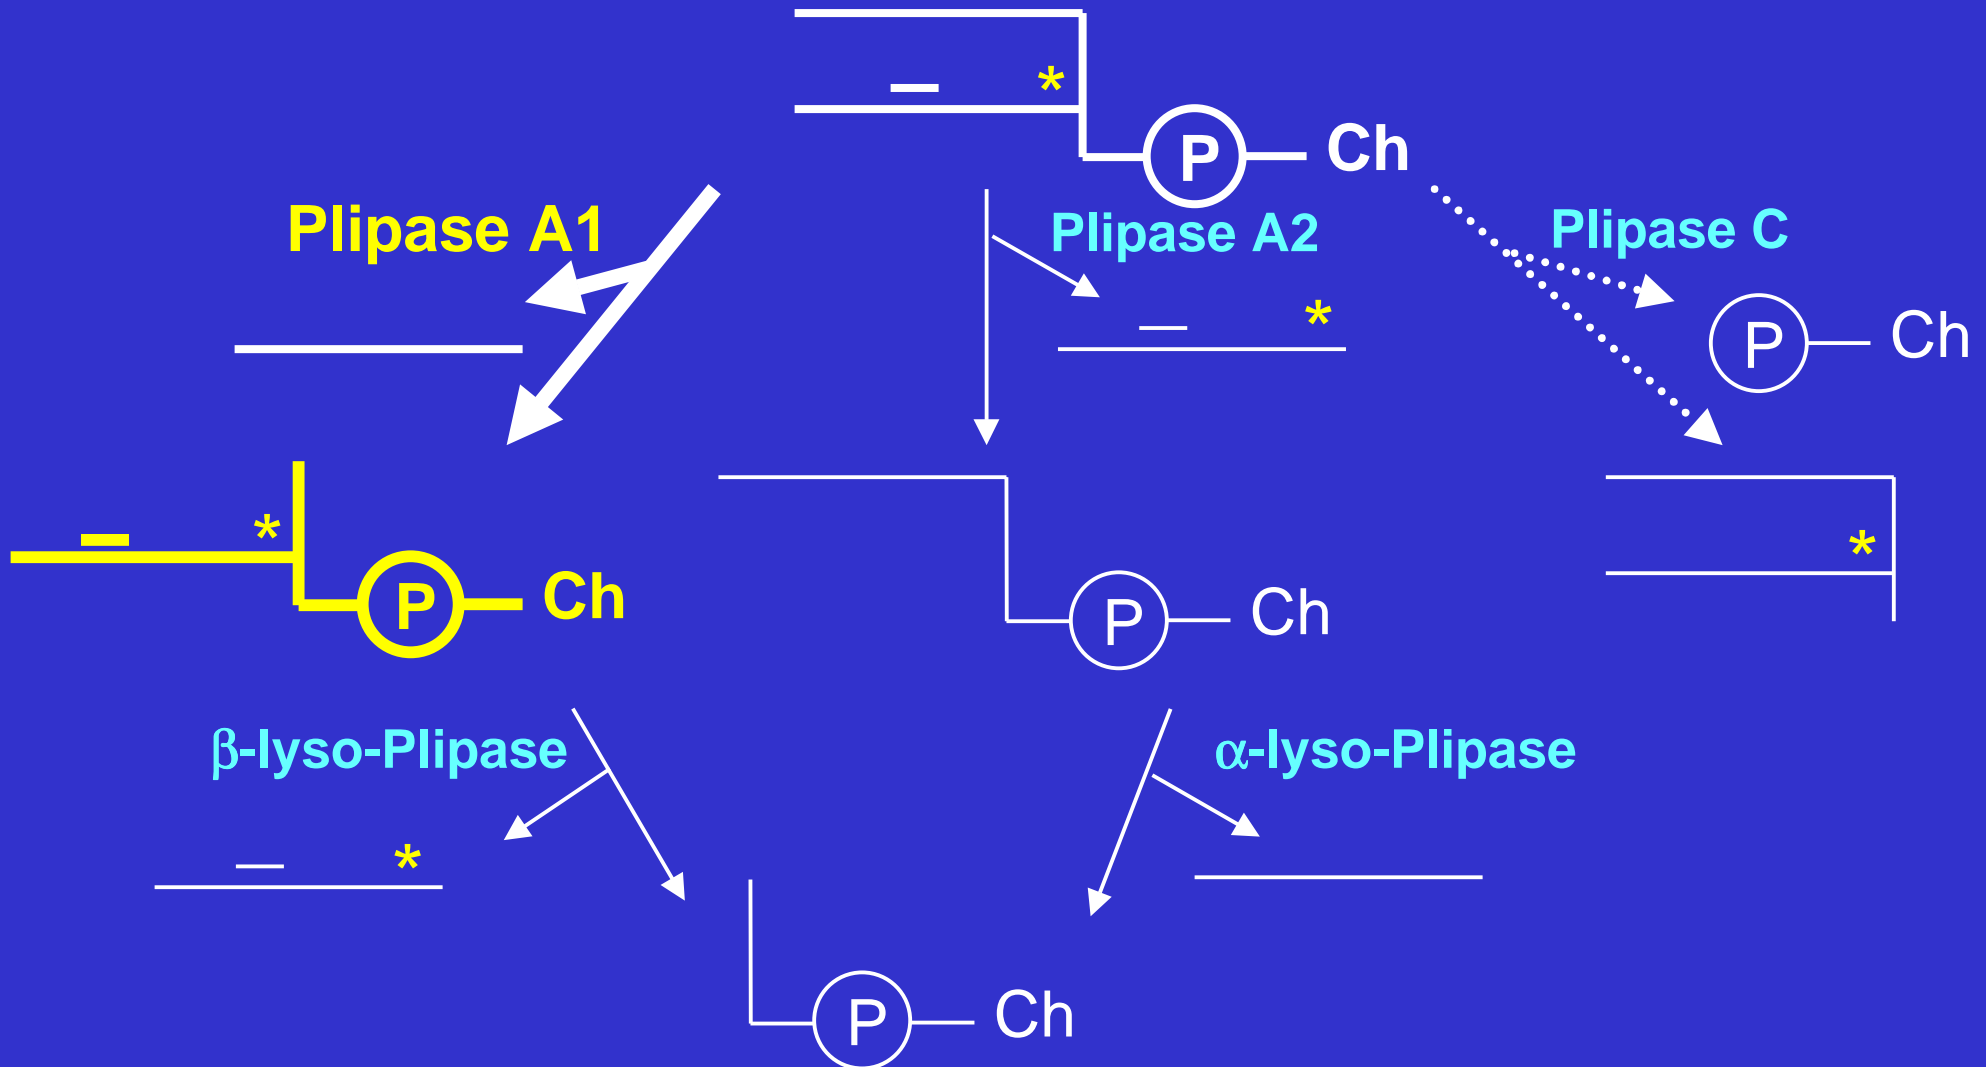 *
P Ch
Plipase A1
Plipase A2
Plipase C
*
P Ch
*
P Ch
P Ch
*
β-lyso-Plipase
α-lyso-Plipase
*
P Ch